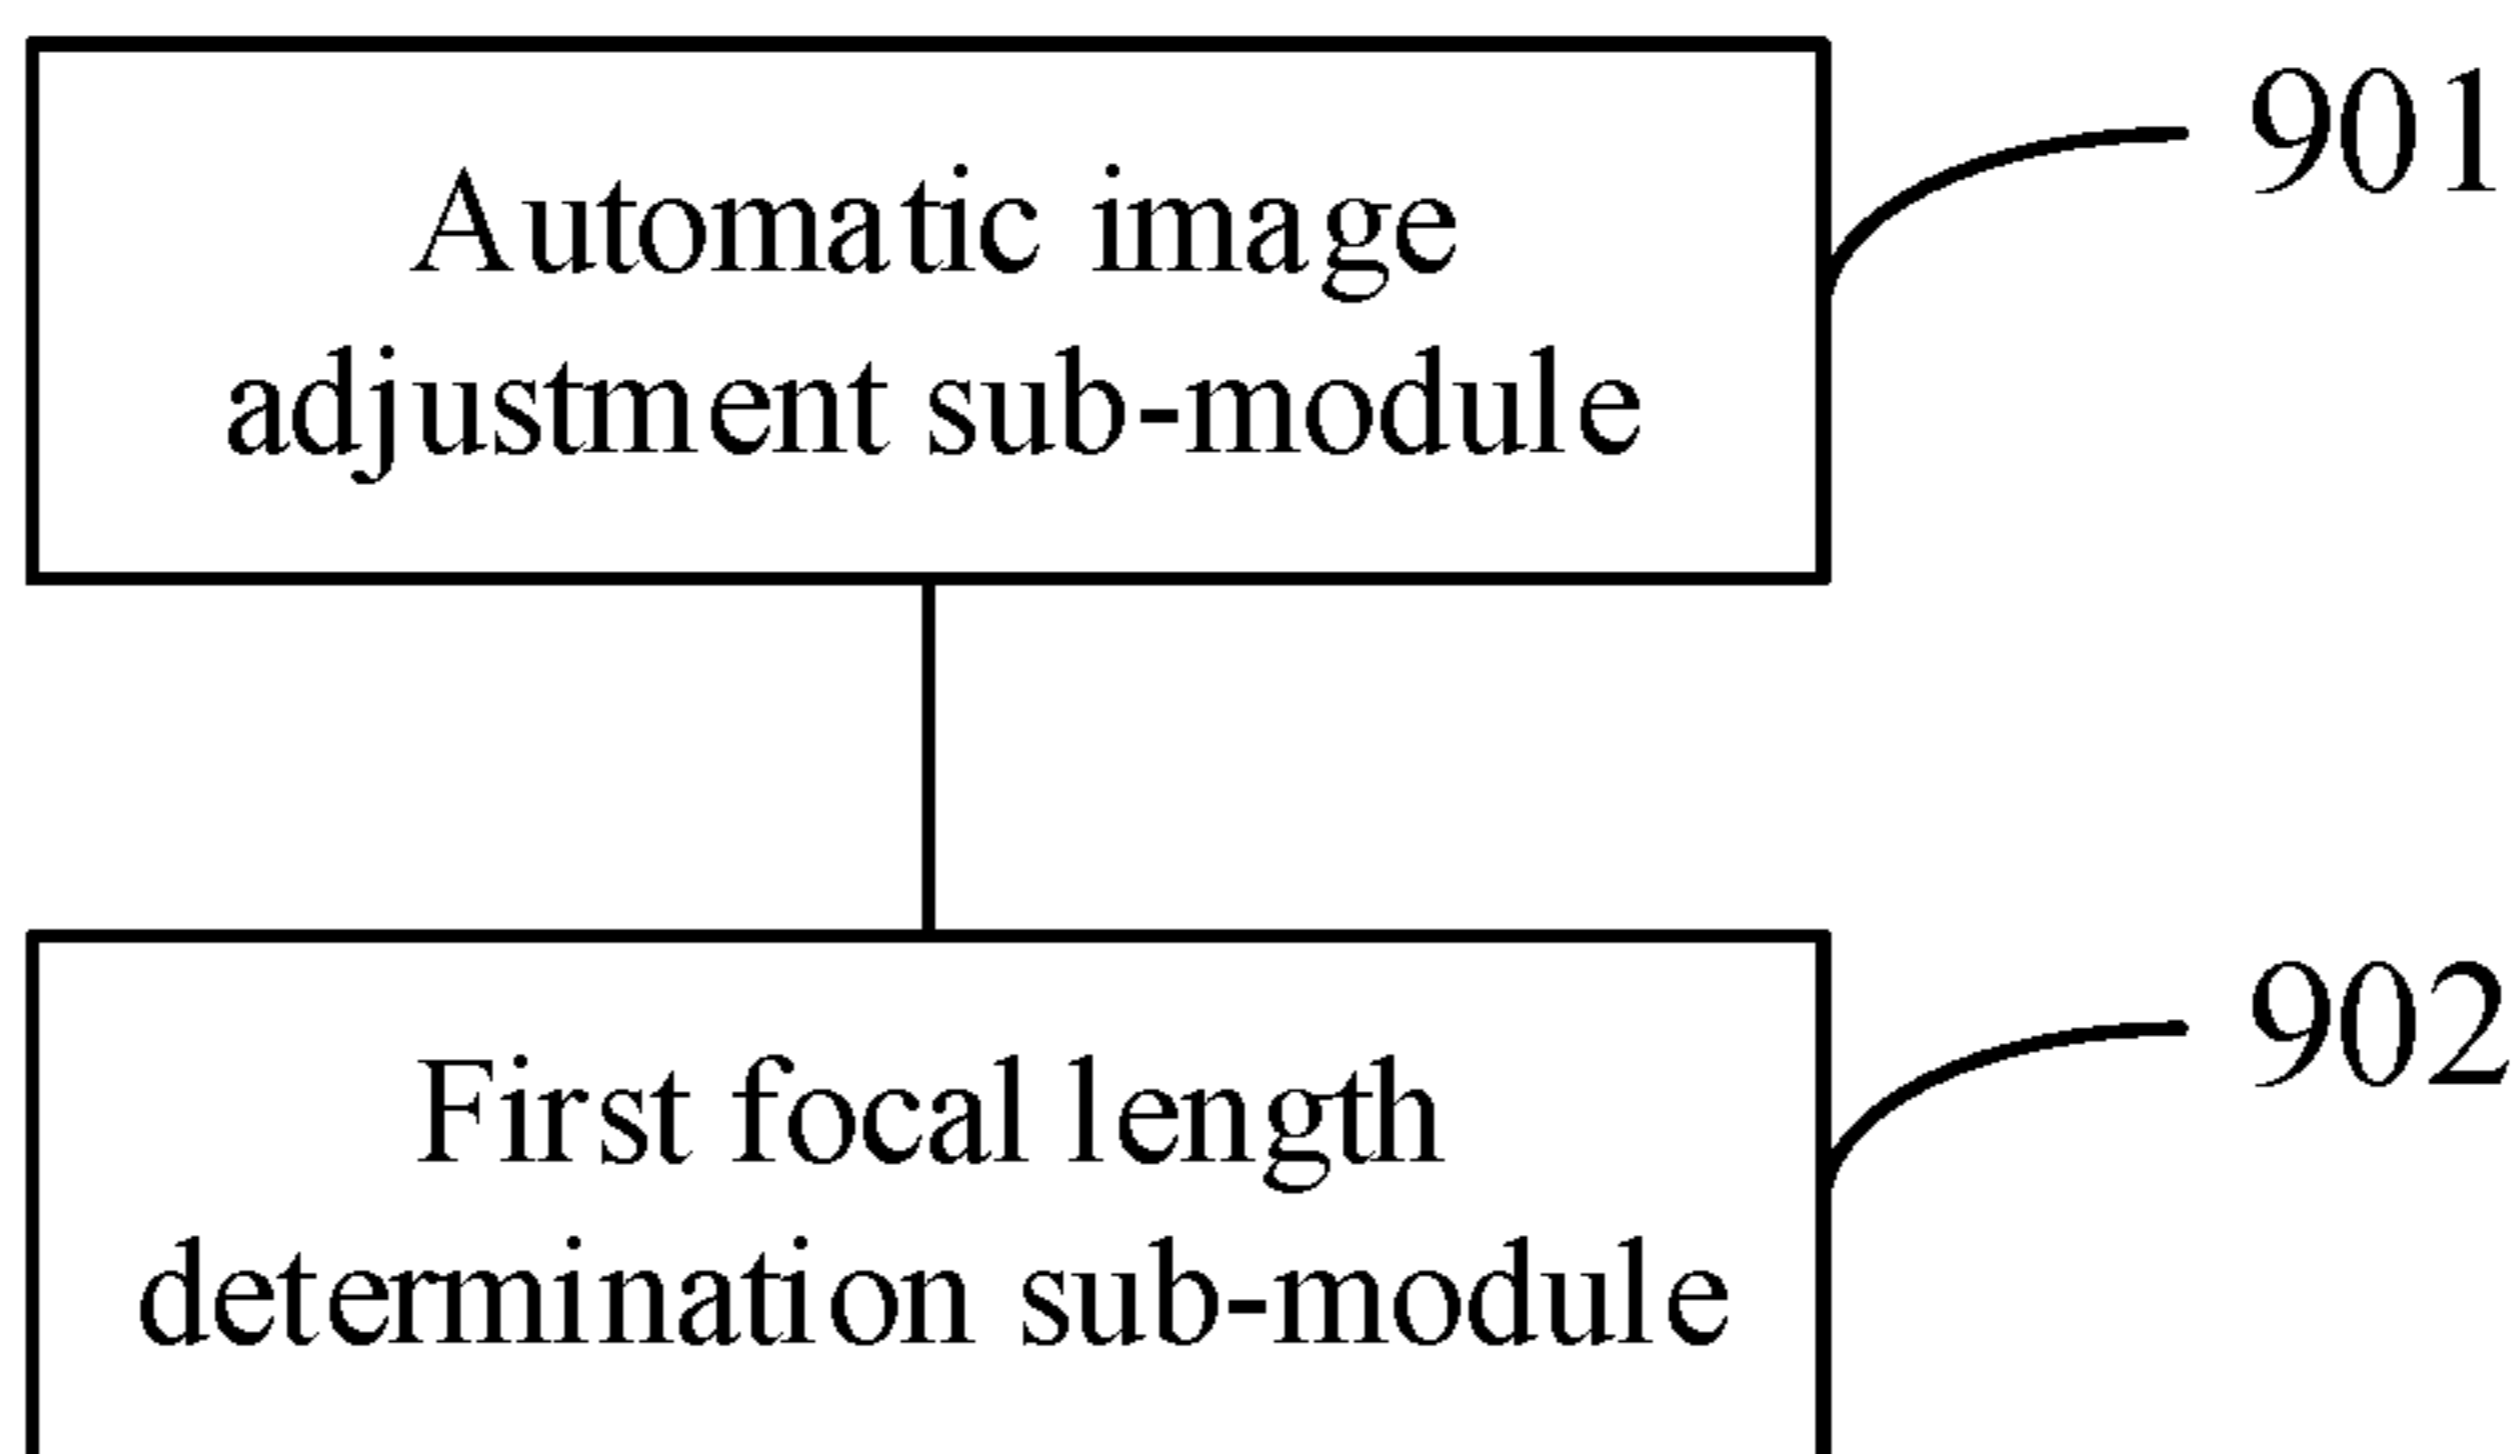 Automatic image
adjustment sub-module
901
First focal length
determination sub-module
902